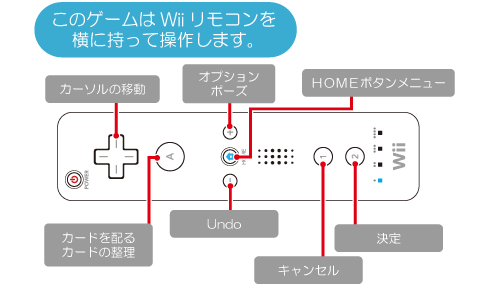 このゲームは Wii リモコンを
横に持って操作します。
カーソルの移動
オプション
ポーズ
HOMEボタンメニュー
+
A
1
2
Wii
POWER
-
カードを配る
カードの整理
Undo
キャンセル
決定